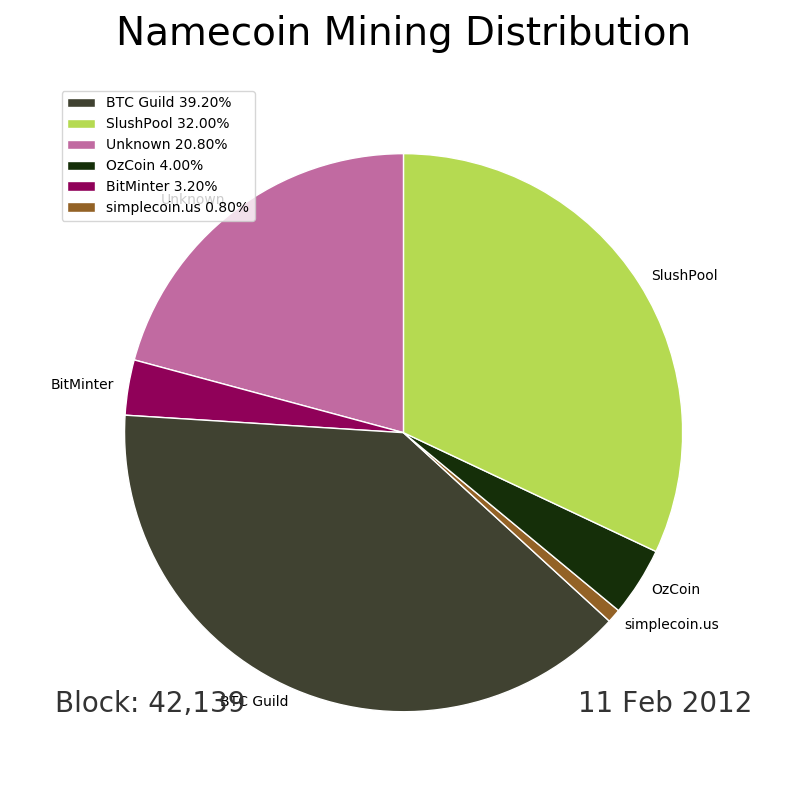 Namecoin Mining Distribution
BTC Guild 39.20%
SlushPool 32.00%
Unknown 20.80%
OzCoin 4.00%
BitMinter 3.20%
simplecoin.us 0.80%
Unknown
SlushPool
BitMinter
OzCoin
simplecoin.us
BTC Guild
Block: 42,139
11 Feb 2012